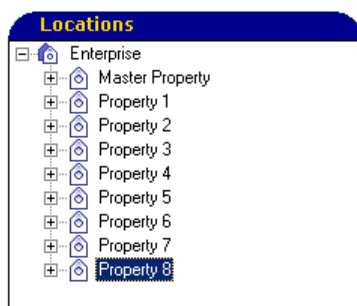 Locations
Enterprise
Master Property
Property 1
Property 2
Property 3
Property 4
Property 5
Property 6
Property 7
Property 8